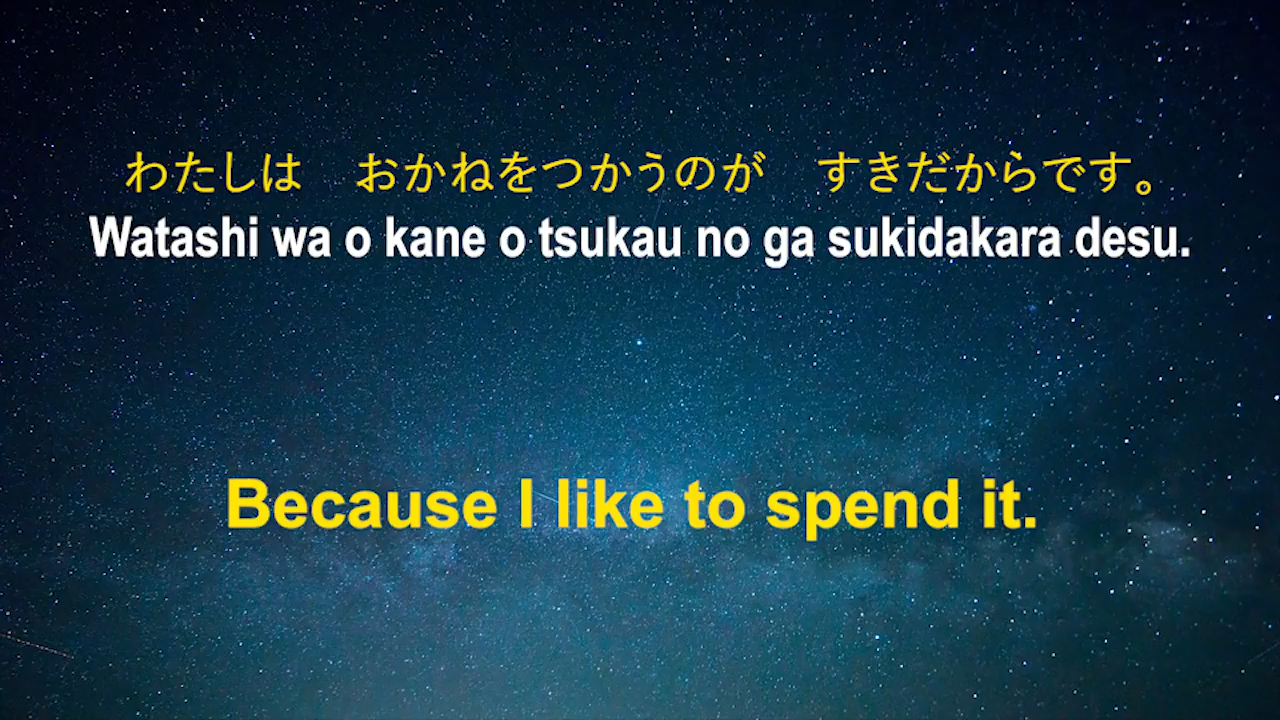 わたしは　おかねをつかうのが　すきだからです。
Watashi wa o kane o tsukau no ga sukidakara desu.
Because I like to spend it.